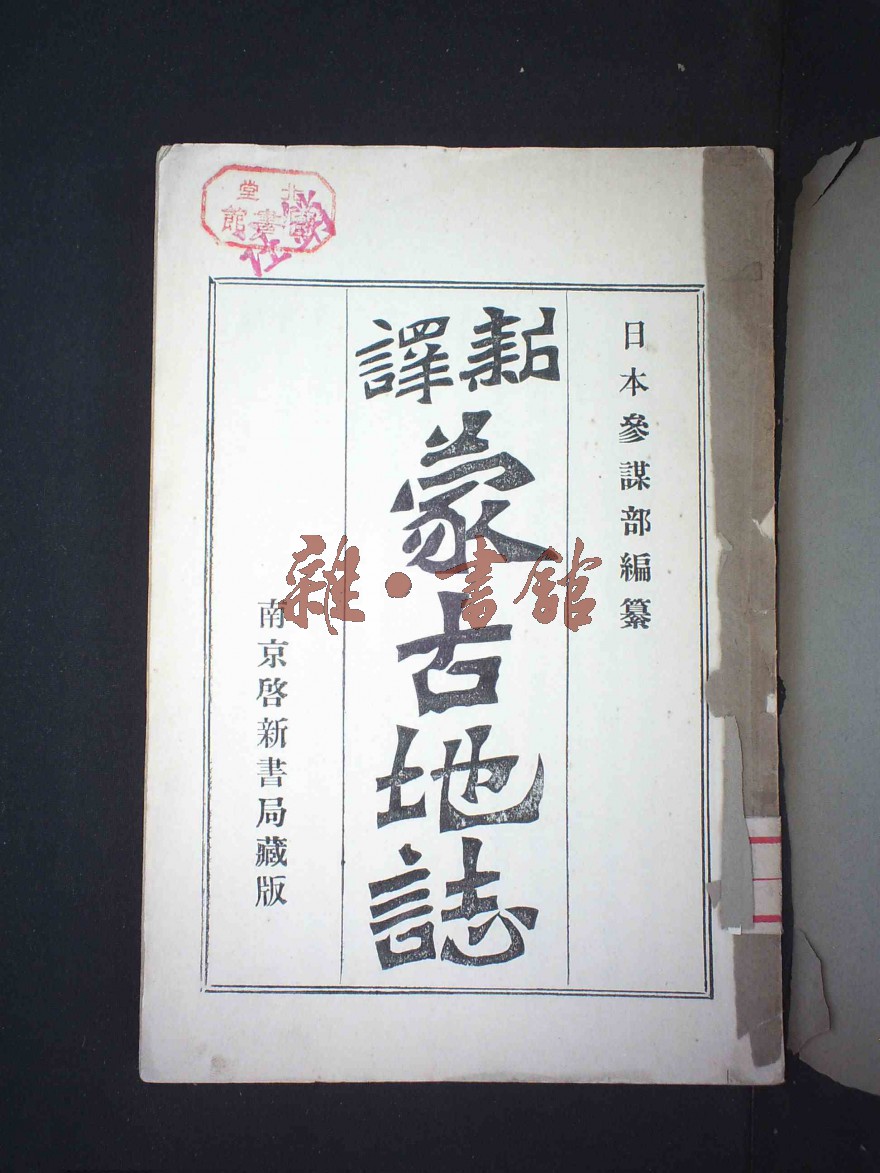 北堂
圖書館
日本參謀部編纂
新譯
蒙古地誌
南京啓新書局藏版
雜·書館